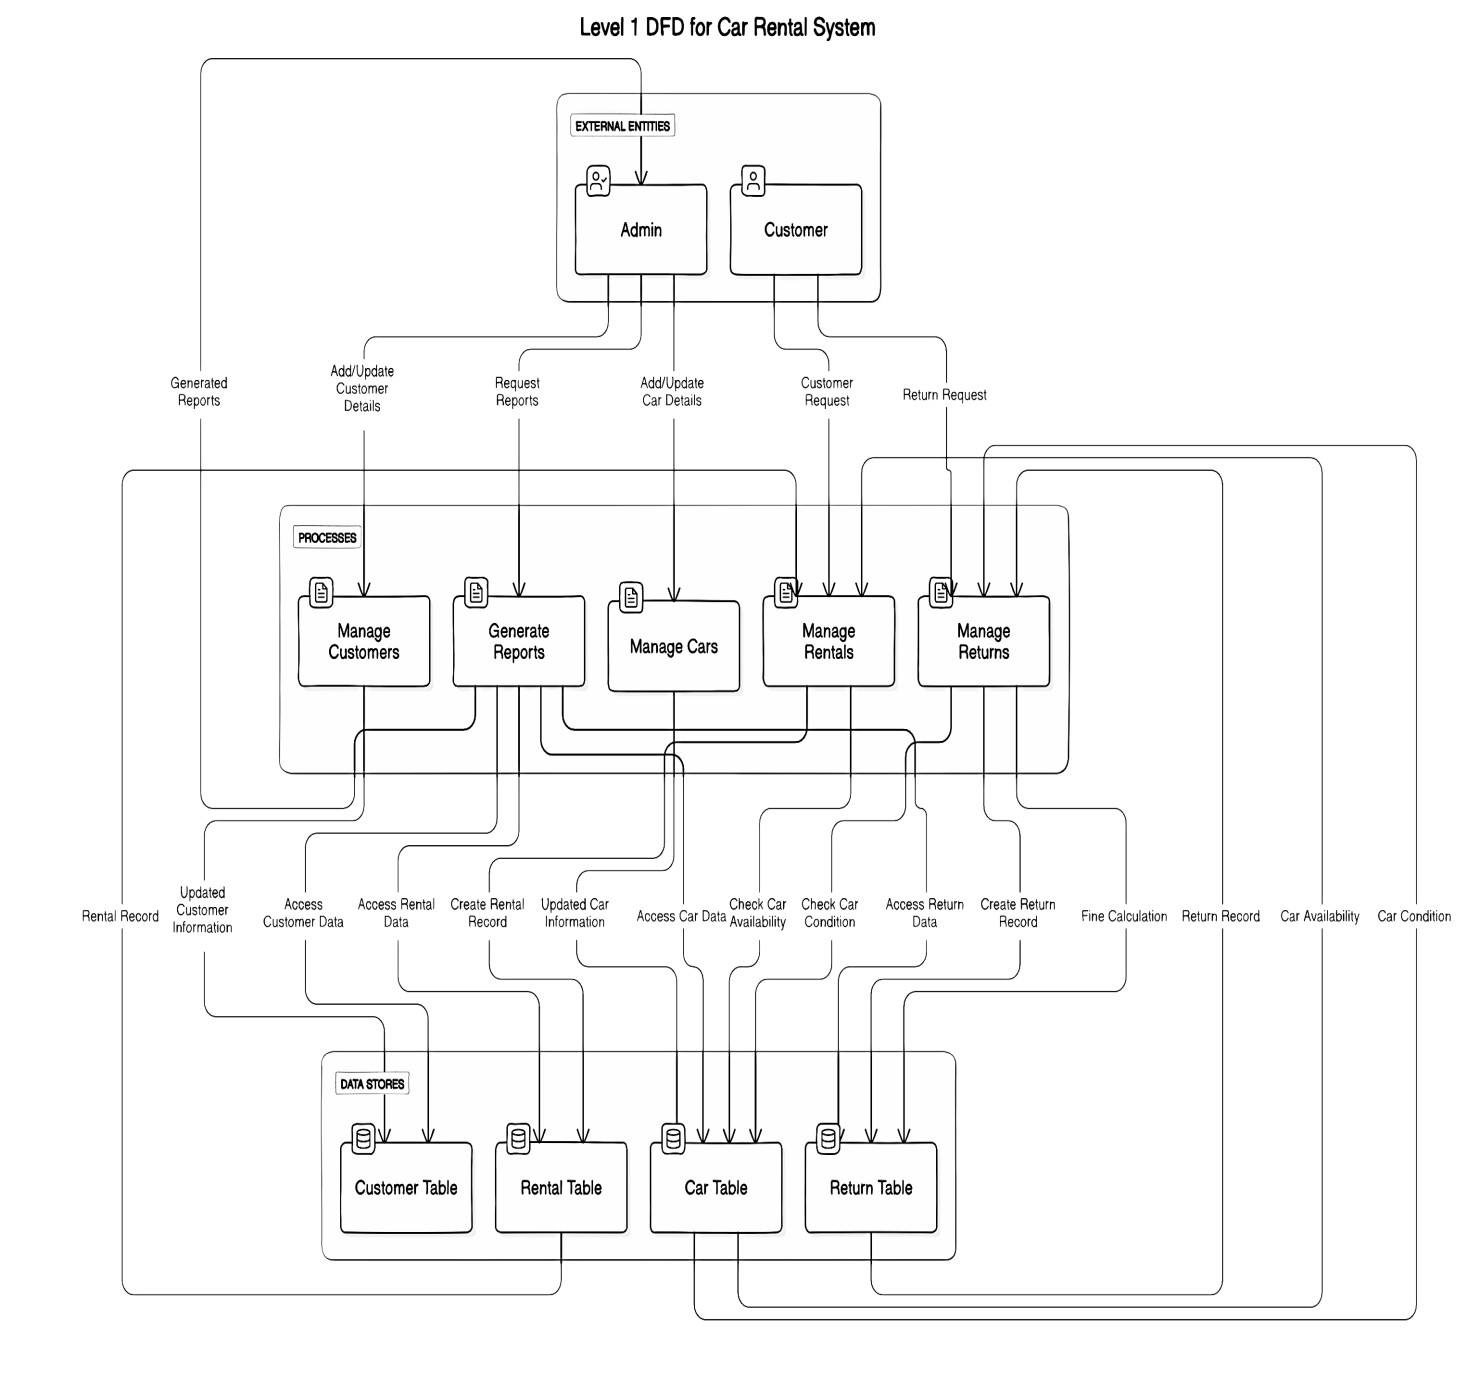 Level 1 DFD for Car Rental System
EXTERNAL ENTITIES
Admin
Customer
Generated
Reports
Add/Update
Customer
Details
Request
Reports
Add/Update
Car Details
Customer
Request
Return Request
PROCESSES
Manage
Customers
Generate
Reports
Manage Cars
Manage
Rentals
Manage
Returns
Rental Record
Updated
Customer
Information
Access
Customer Data
Access Rental
Data
Create Rental
Record
Updated Car
Information
Access Car Data
Check Car
Availability
Check Car
Condition
Access Return
Data
Create Return
Record
Fine Calculation
Return Record
Car Availability
Car Condition
DATA STORES
Customer Table
Rental Table
Car Table
Return Table